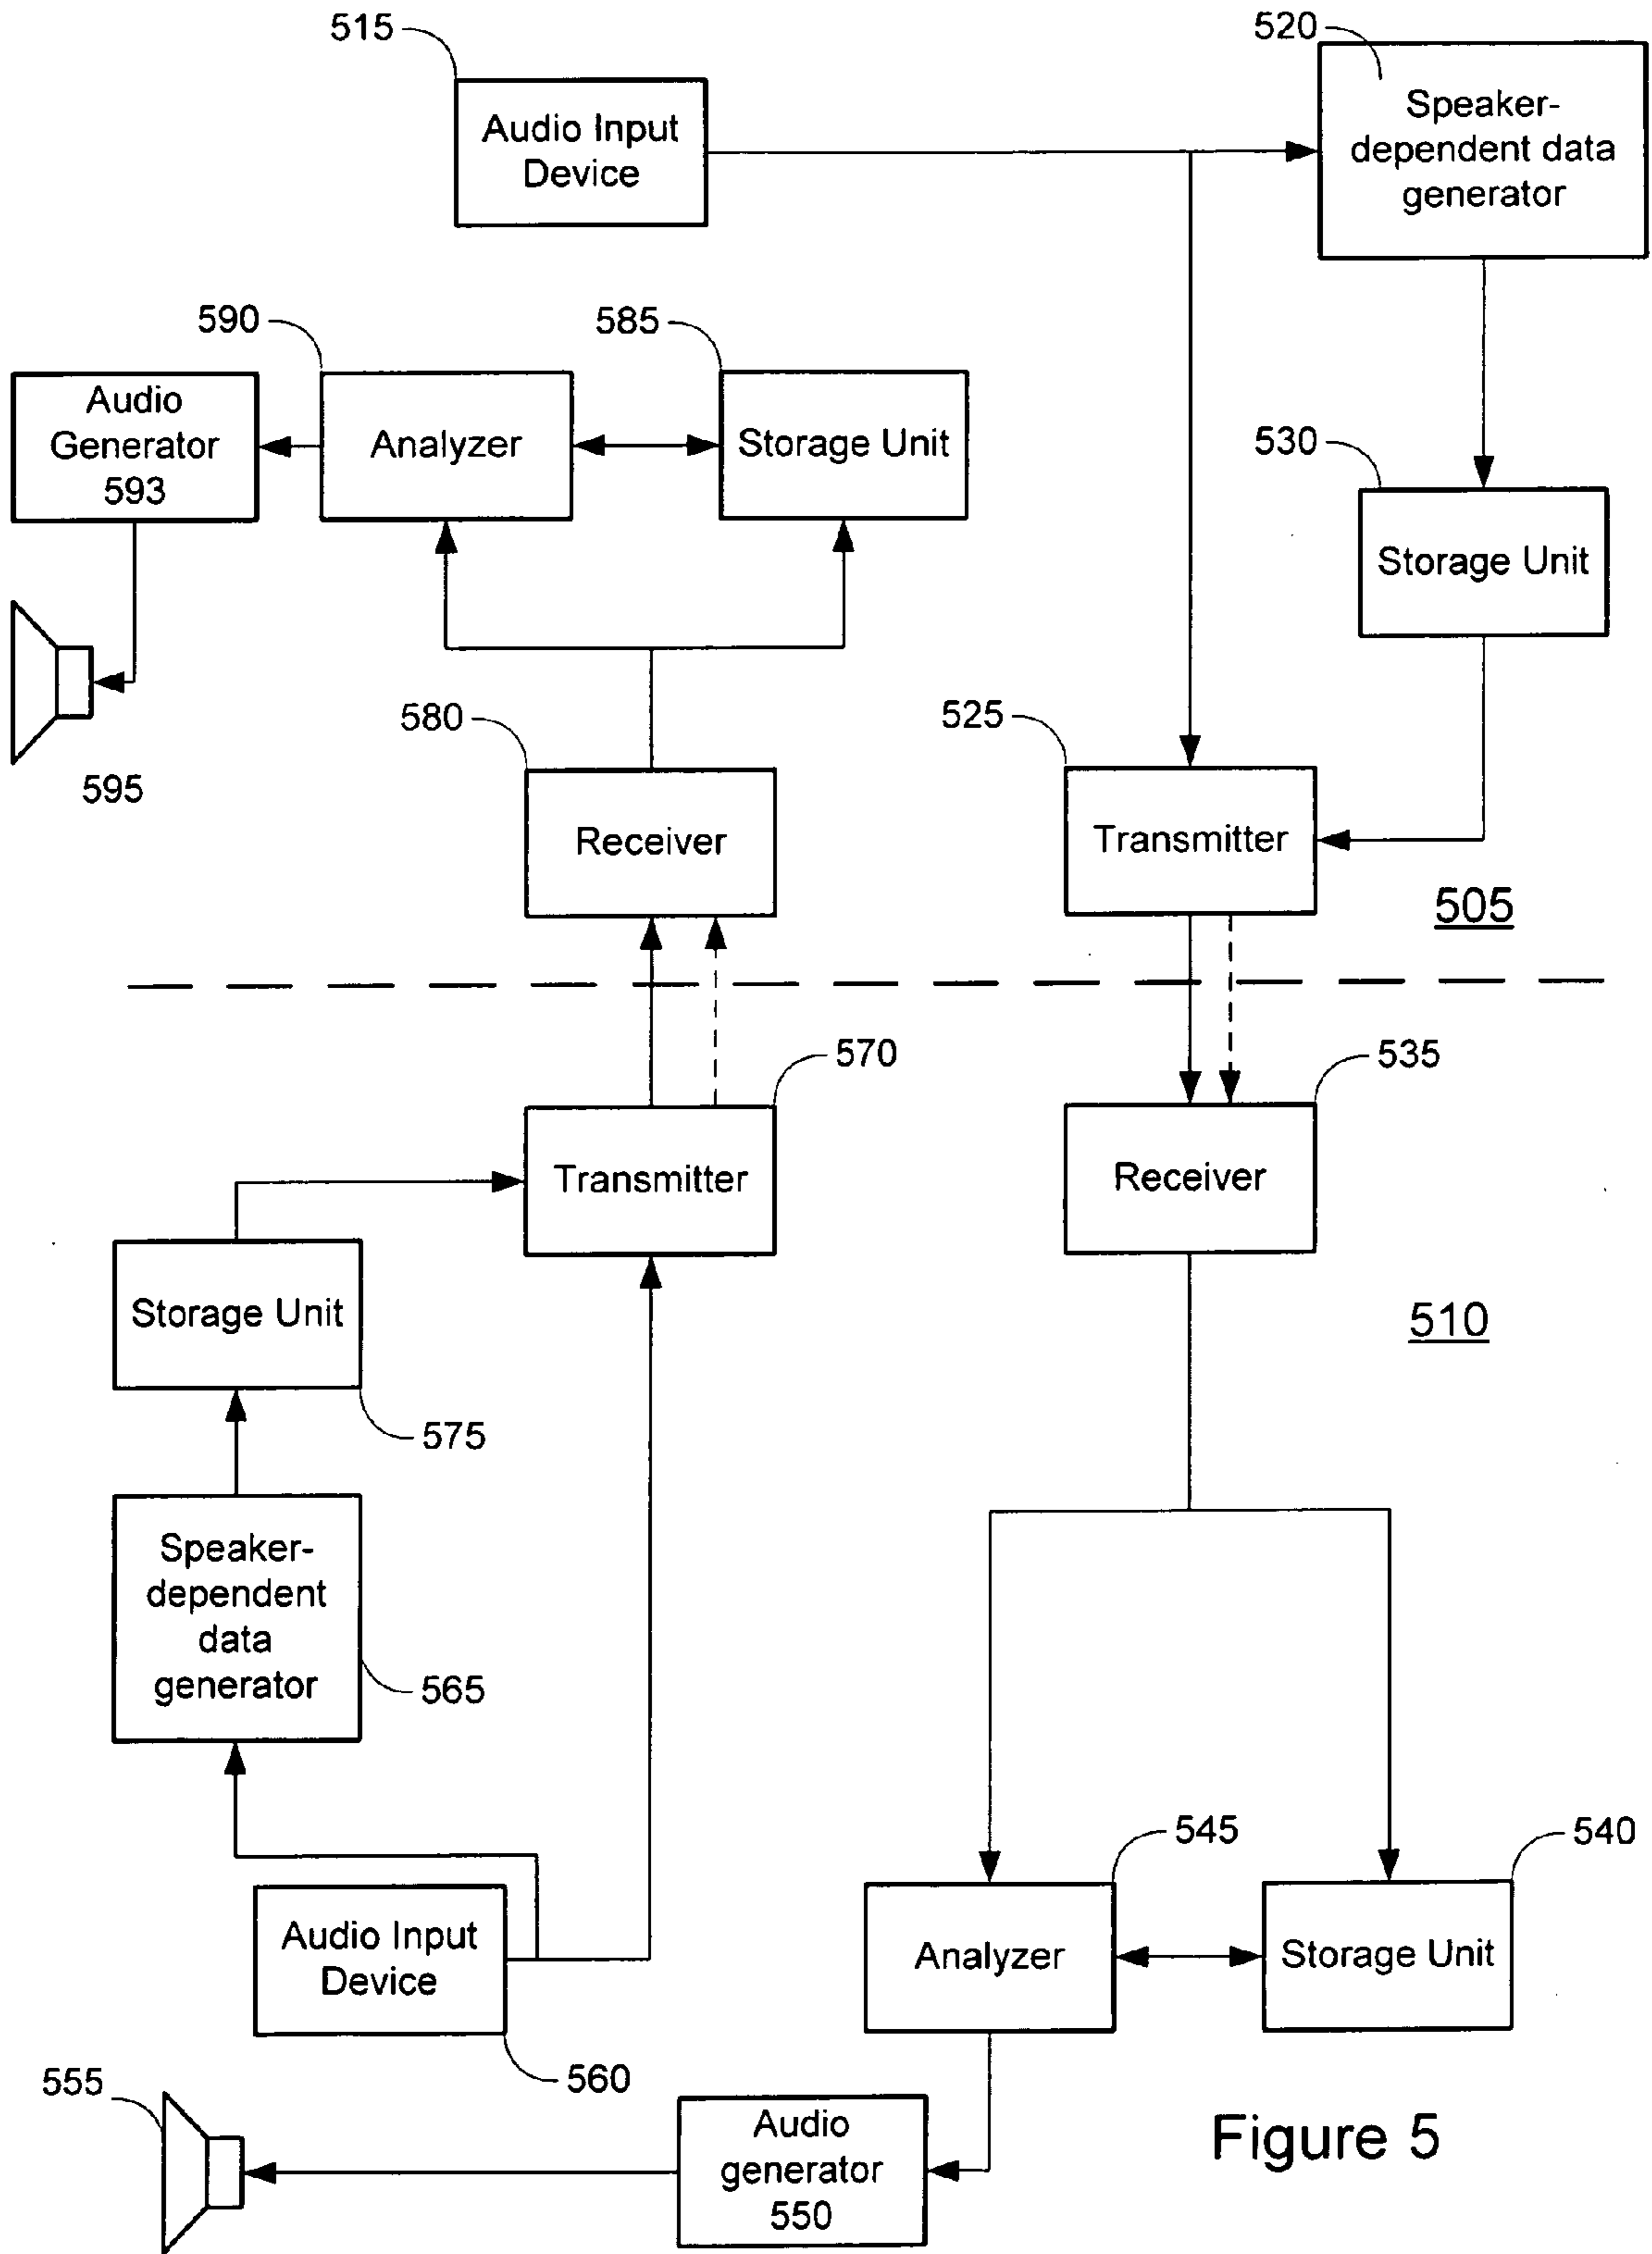 515
520
Audio Input
Device
Speaker-
dependent data
generator
590
585
530
Audio
Generator
593
Analyzer
Storage Unit
Storage Unit
595
580
525
Receiver
Transmitter
505
570
535
Transmitter
Receiver
510
Storage Unit
575
Speaker-
dependent
data
generator
565
545
540
Audio Input
Device
Analyzer
Storage Unit
560
555
Audio
generator
550
Figure 5